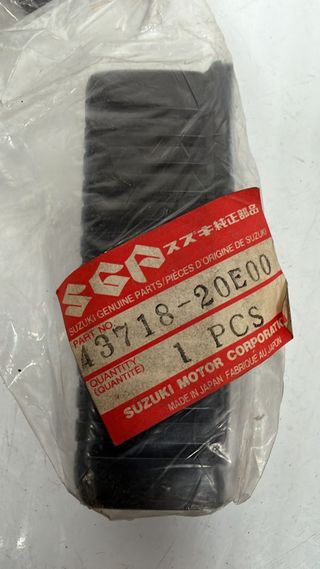 SGP スズキ純正部品
SUZUKI GENUINE PARTS/PIÈCES D'ORIGINE DE SUZUKI
PART NO.
43718-20E00
QUANTITY
(QUANTITÉ)
1 PCS
SUZUKI MOTOR CORPORATION
MADE IN JAPAN FABRIQUE AU JAPON